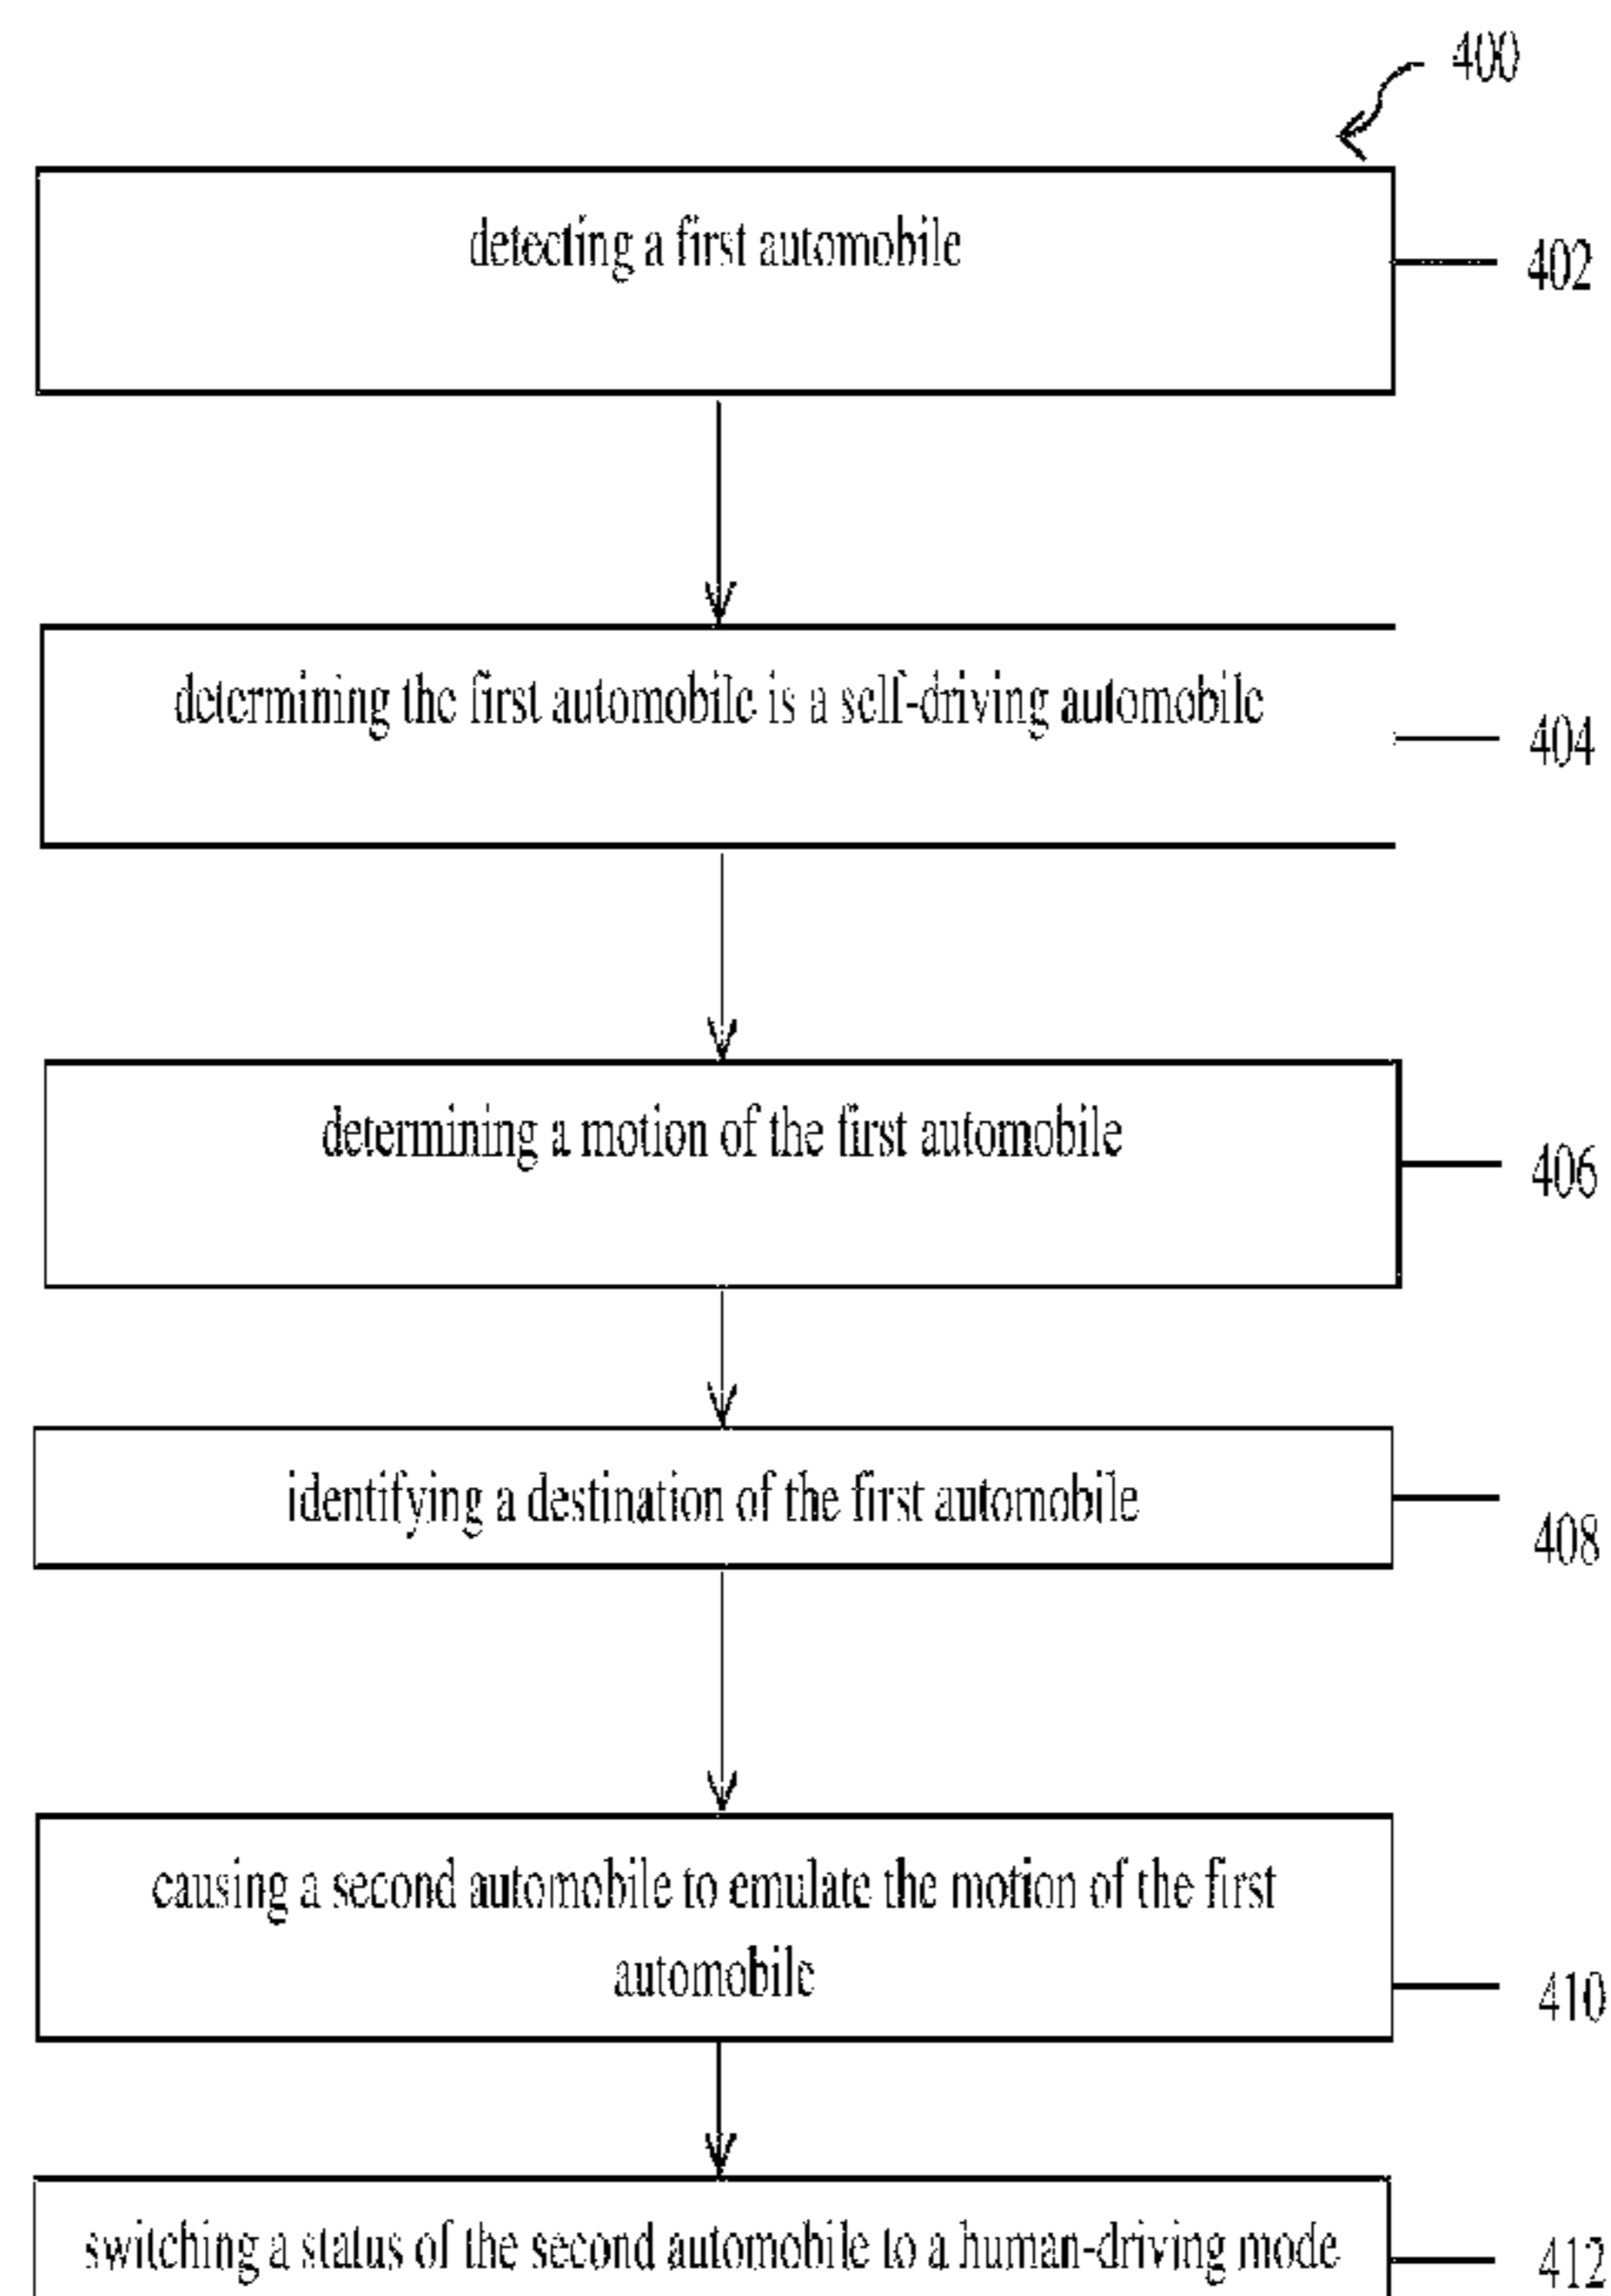 400
detecting a first automobile
402
determining the first automobile is a self-driving automobile
404
determining a motion of the first automobile
406
identifying a destination of the first automobile
408
causing a second automobile to emulate the motion of the first
automobile
410
switching a status of the second automobile to a human-driving mode
412